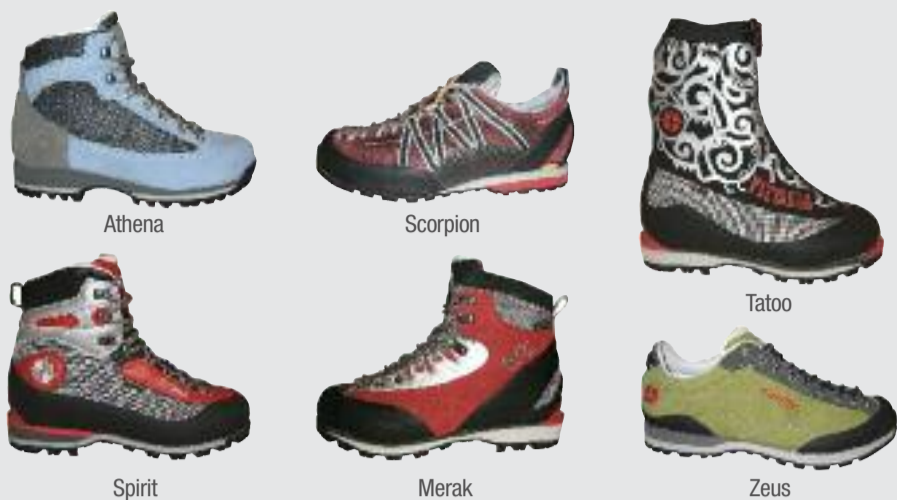 Athena
Scorpion
Tatoo
Spirit
Merak
Zeus